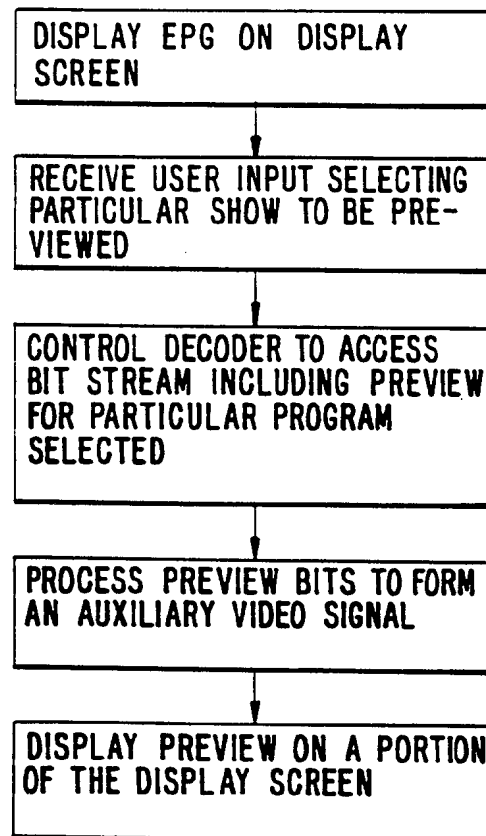 DISPLAY EPG ON DISPLAY
SCREEN
RECEIVE USER INPUT SELECTING
PARTICULAR SHOW TO BE PRE-
VIEWED
CONTROL DECODER TO ACCESS
BIT STREAM INCLUDING PREVIEW
FOR PARTICULAR PROGRAM
SELECTED
PROCESS PREVIEW BITS TO FORM
AN AUXILIARY VIDEO SIGNAL
DISPLAY PREVIEW ON A PORTION
OF THE DISPLAY SCREEN